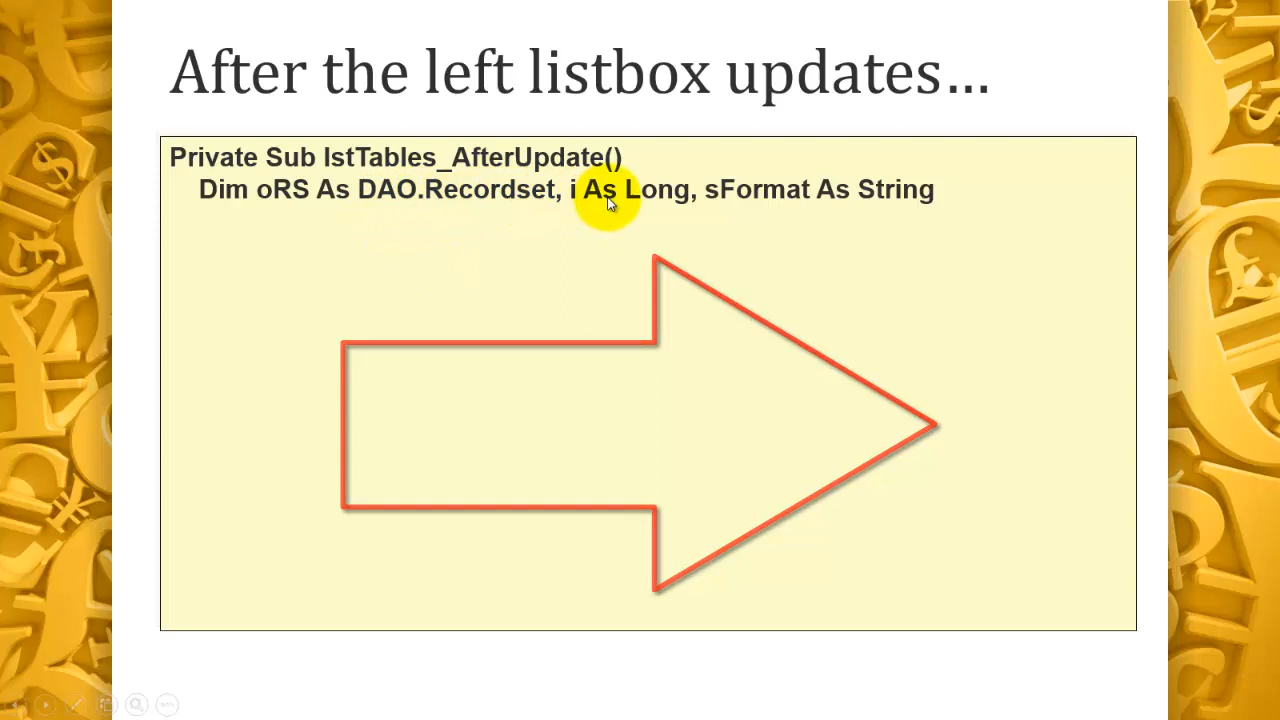 After the left listbox updates...
Private Sub lstTables_AfterUpdate()
Dim oRS As DAO.Recordset, i As Long, sFormat As String